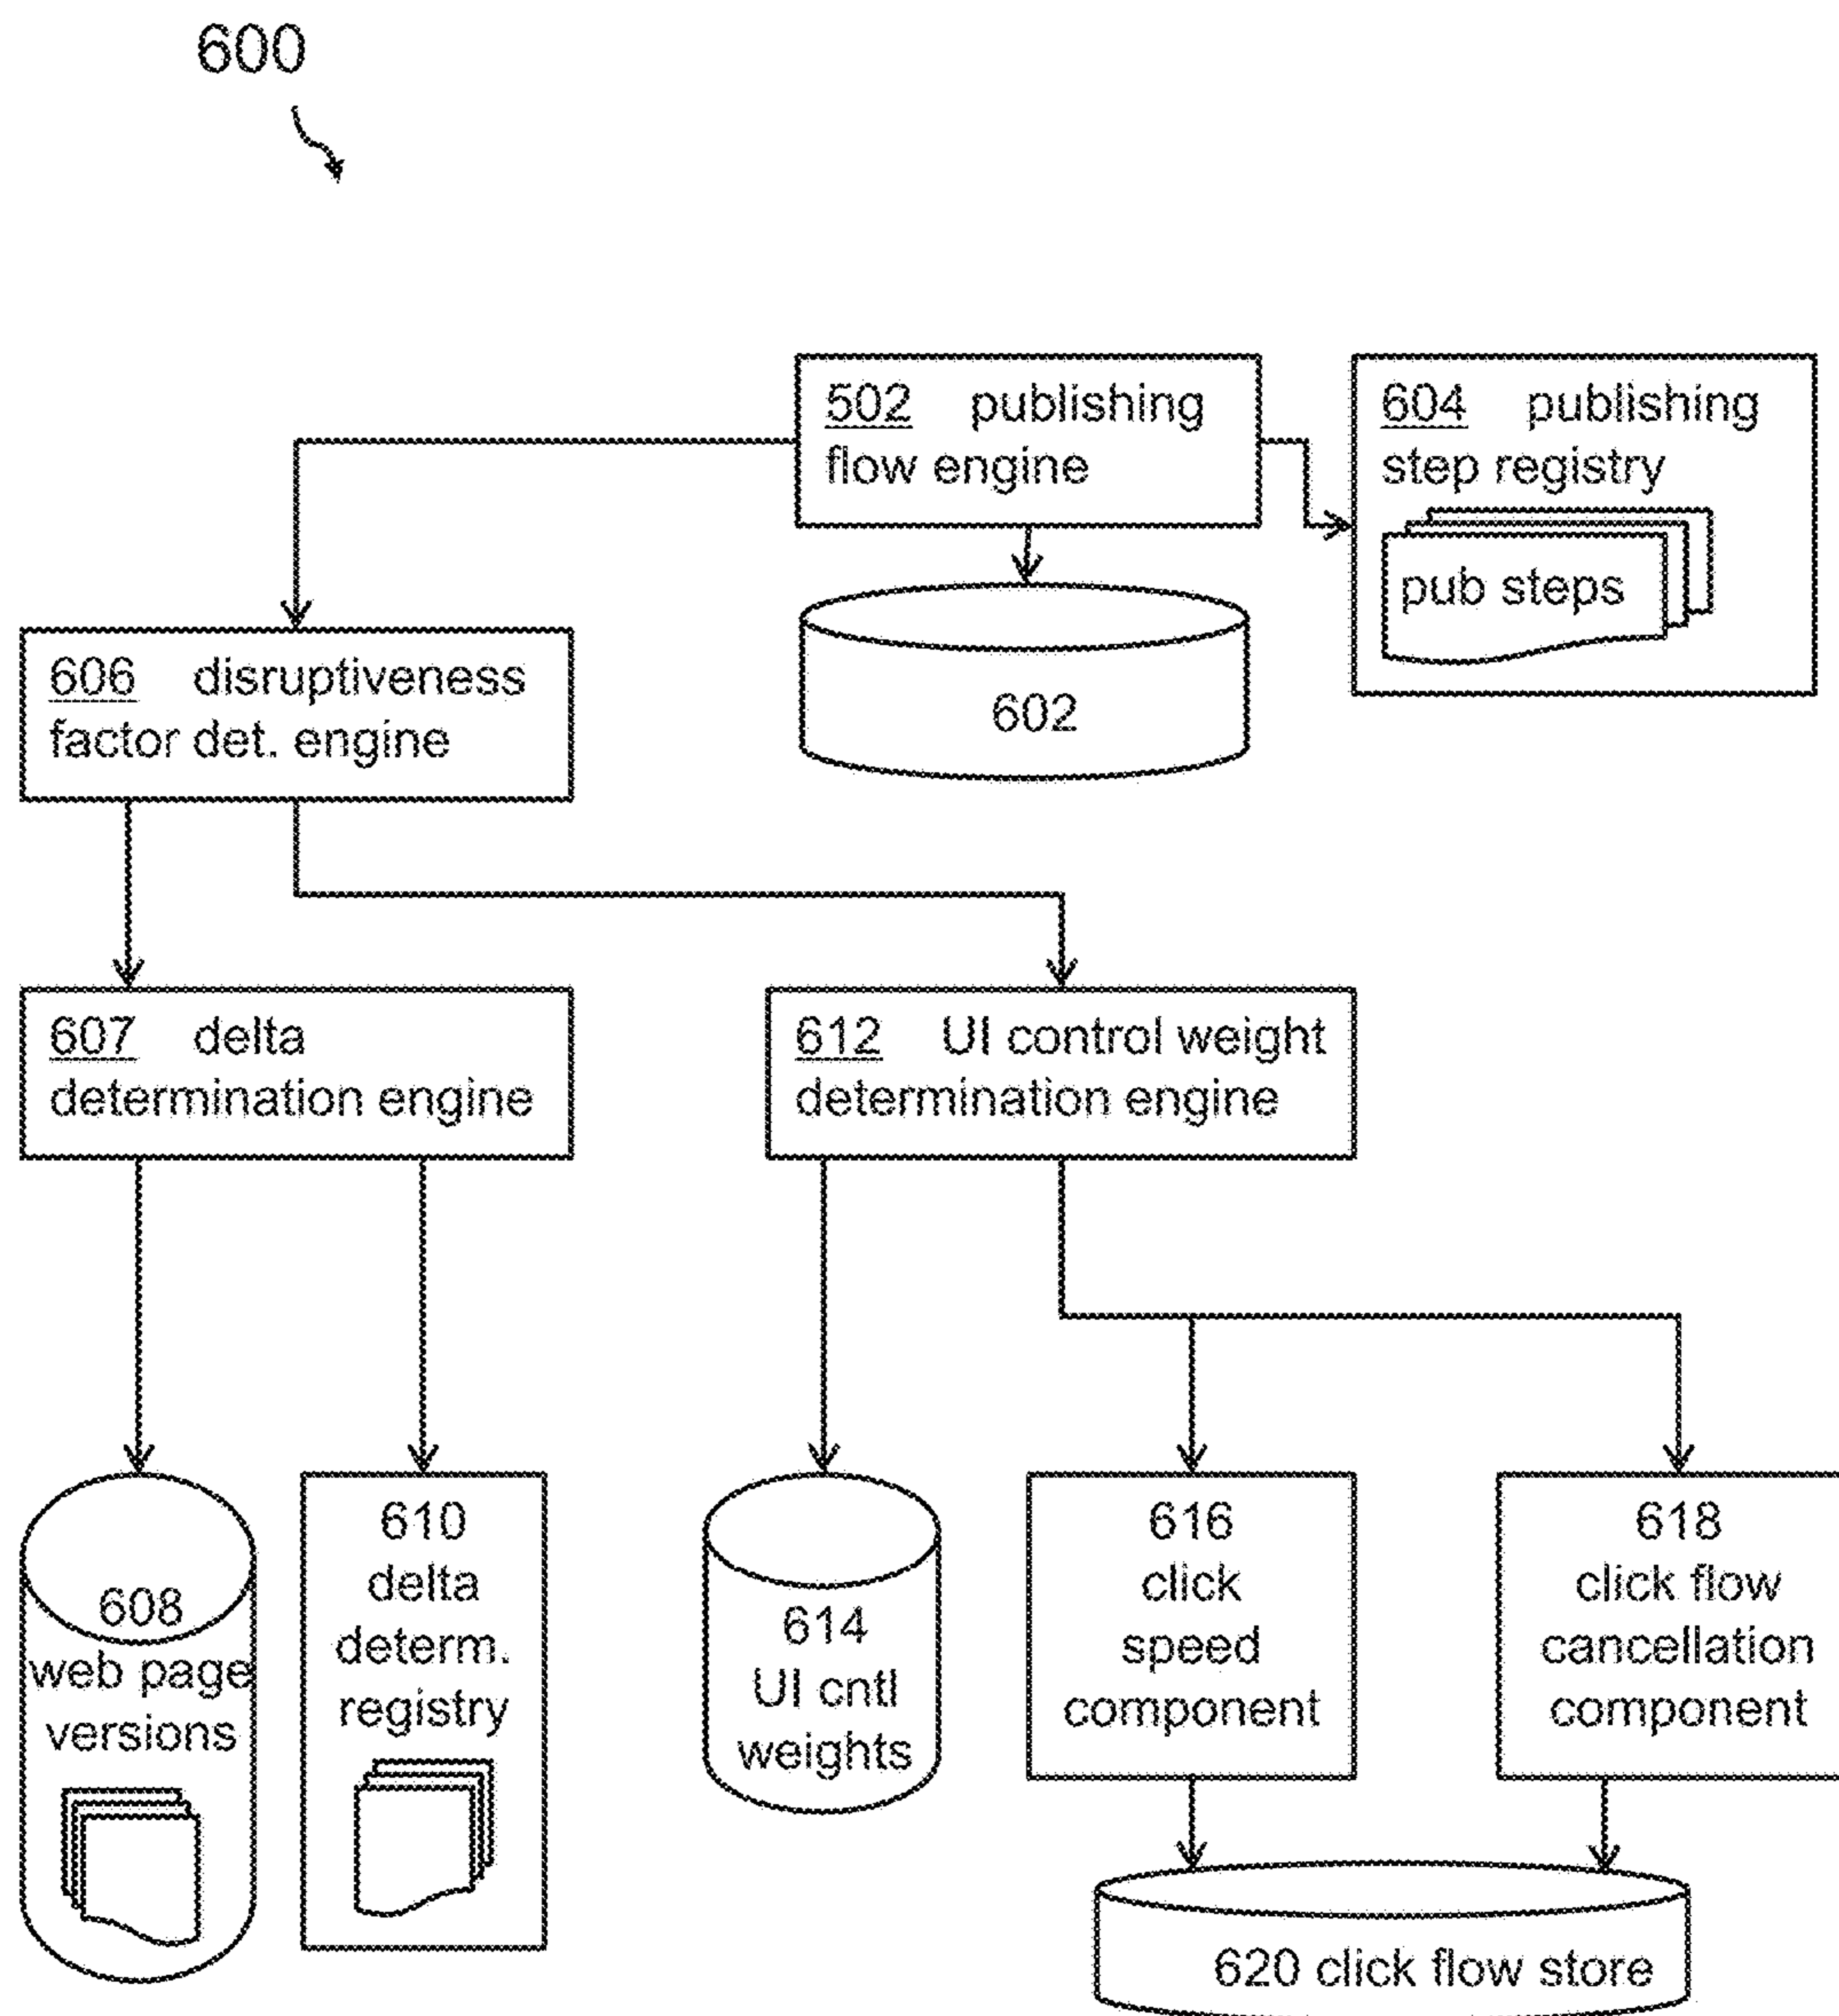 600
502 publishing
flow engine
604 publishing
step registry
pub steps
602
606 disruptiveness
factor det. engine
607 delta
determination engine
612 UI control weight
determination engine
608
web page
versions
610
delta
determ.
registry
614
UI cntl
weights
616
click
speed
component
618
click flow
cancellation
component
620 click flow store